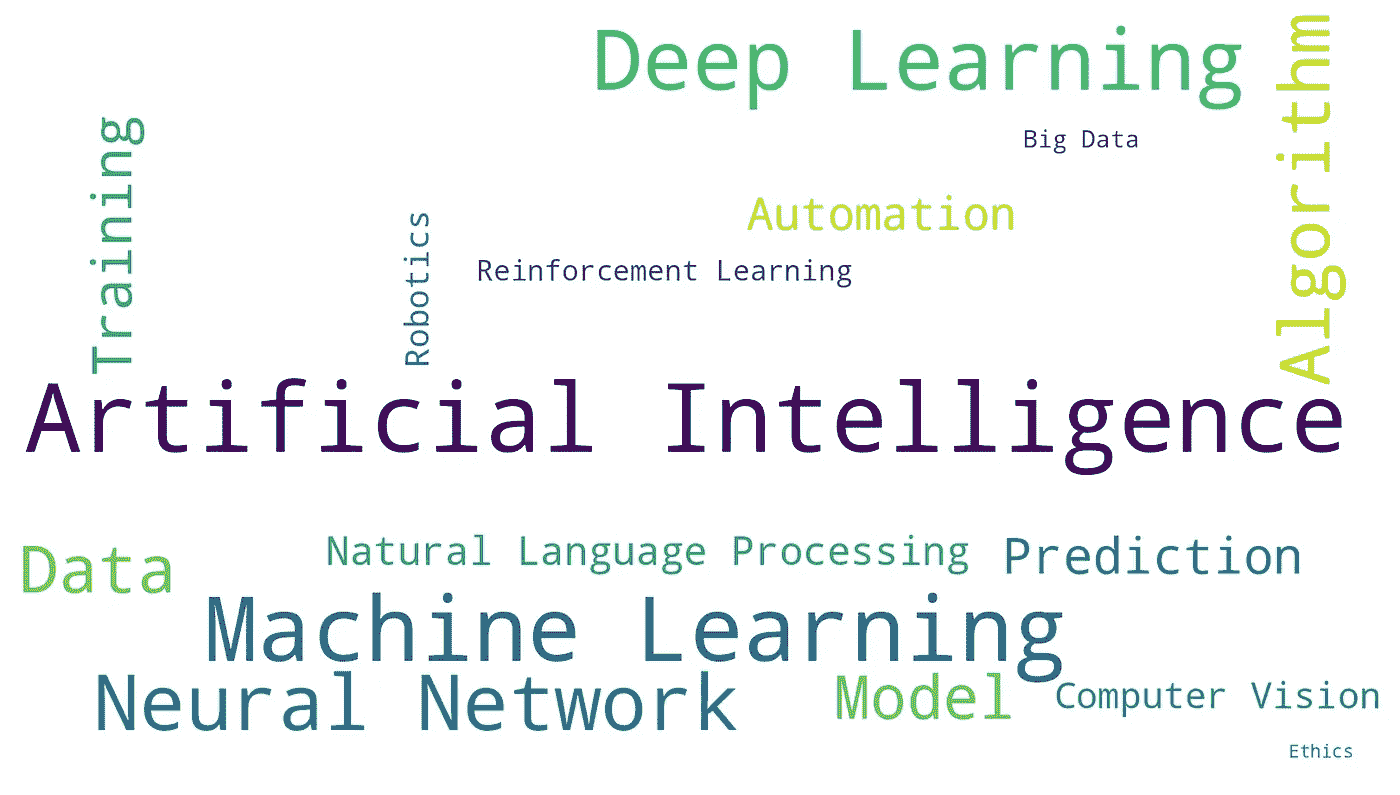 Deep Learning
Algorithm
Big Data
Training
Automation
Robotics
Reinforcement Learning
Artificial Intelligence
Data
Natural Language Processing
Prediction
Machine Learning
Neural Network
Model
Computer Vision
Ethics